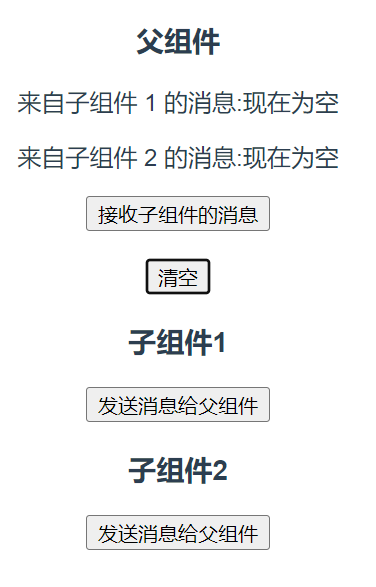 父组件
来自子组件 1 的消息:现在为空
来自子组件 2 的消息:现在为空
接收子组件的消息
清空
子组件1
发送消息给父组件
子组件2
发送消息给父组件